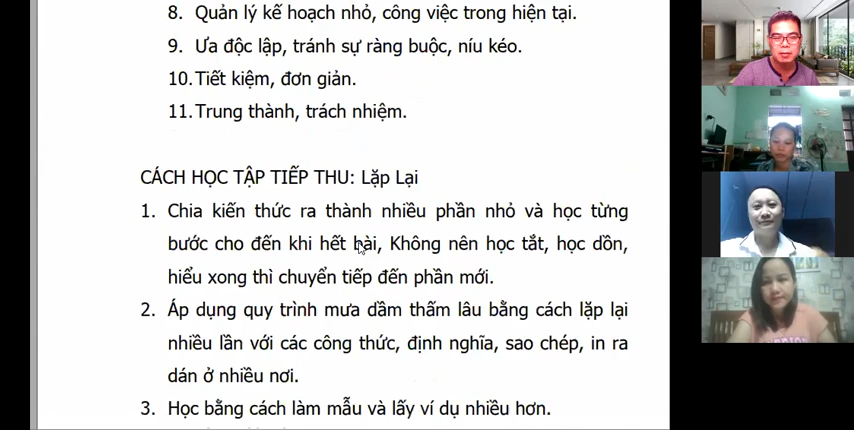 8. Quản lý kế hoạch nhỏ, công việc trong hiện tại.
9. Ưa độc lập, tránh sự ràng buộc, níu kéo.
10. Tiết kiệm, đơn giản.
11. Trung thành, trách nhiệm.
CÁCH HỌC TẬP TIẾP THU: Lặp Lại
1. Chia kiến thức ra thành nhiều phần nhỏ và học từng
bước cho đến khi hết bài, Không nên học tắt, học dồn,
hiểu xong thì chuyển tiếp đến phần mới.
2. Áp dụng quy trình mưa dầm thấm lâu bằng cách lặp lại
nhiều lần với các công thức, định nghĩa, sao chép, in ra
dán ở nhiều nơi.
3. Học bằng cách làm mẫu và lấy ví dụ nhiều hơn.